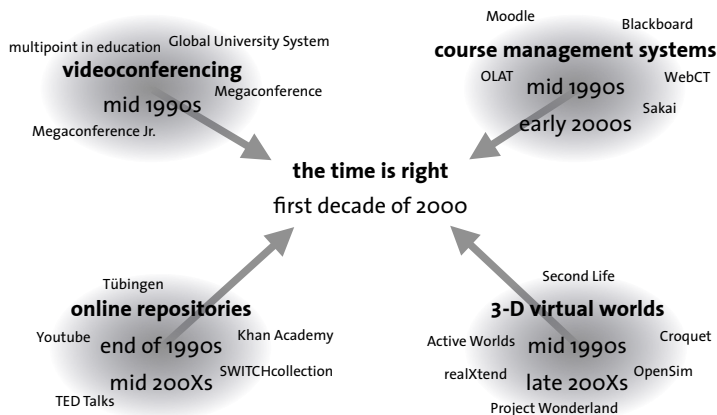 multipoint in education
Global University System
videoconferencing
Megaconference
mid 1990s
Megaconference Jr.
Moodle
Blackboard
course management systems
OLAT
WebCT
mid 1990s
Sakai
early 2000s
the time is right
first decade of 2000
Tübingen
online repositories
Youtube
Khan Academy
end of 1990s
SWITCHcollection
mid 200Xs
TED Talks
Second Life
3-D virtual worlds
Active Worlds
Croquet
mid 1990s
realXtend
OpenSim
late 200Xs
Project Wonderland